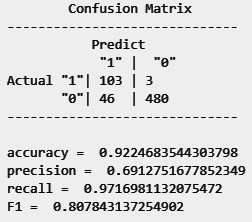 Confusion Matrix
------------------------------
Predict
"1" | "0"
Actual "1"| 103 | 3
"0"| 46 | 480
------------------------------
accuracy = 0.9224683544303798
precision = 0.6912751677852349
recall = 0.9716981132075472
F1 = 0.807843137254902